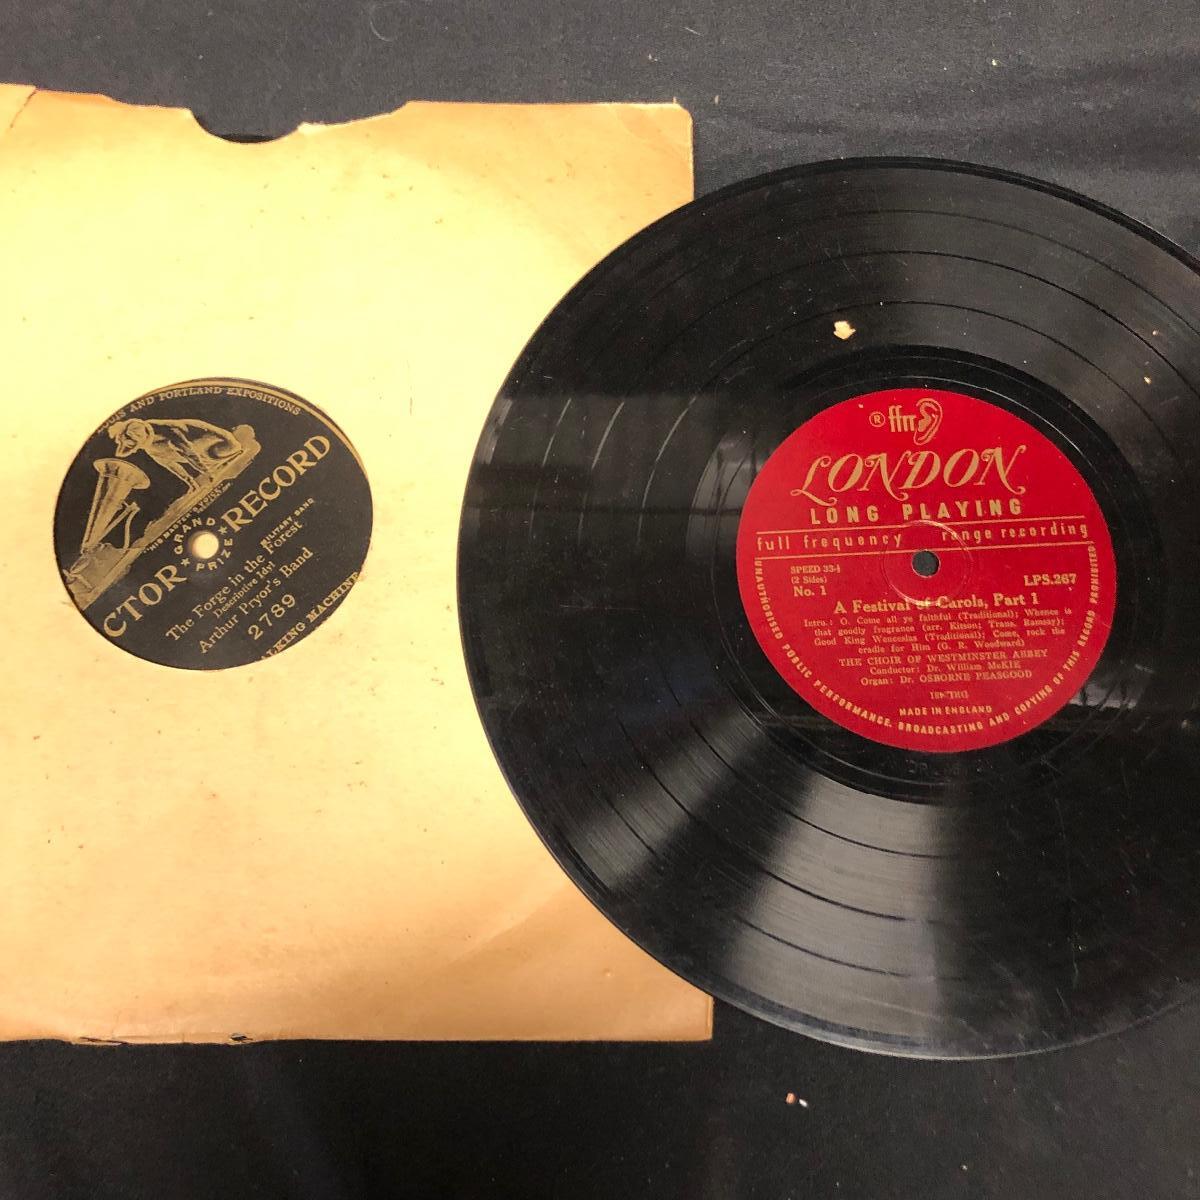 OUIS AND PORTLAND EXPOSITIONS
"HIS MASTER'S VOICE"
CTOR RECORD
GRAND
PRIZE
MILITARY BAND
The Forge in the Forest
Descriptive Idyl
Arthur Pryor's Band
2789
ALKING MACHINE
® ffrr
LONDON
LONG PLAYING
full frequency range recording
SPEED 33⅓
(2 Sides)
No. 1
LPS.267
A Festival of Carols, Part 1
Intro.: O. Come all ye faithful (Traditional); Whence is
that goodly fragrance (arr. Kitson; Trans. Ramsay);
Good King Wenceslas (Traditional); Come, rock the
cradle for Him (G. R. Woodward)
THE CHOIR OF WESTMINSTER ABBEY
Conductor: Dr. William McKIE
Organ: Dr. OSBORNE PEASGOOD
MADE IN ENGLAND
UNAUTHORISED PUBLIC PERFORMANCE, BROADCASTING AND COPYING OF THIS RECORD PROHIBITED